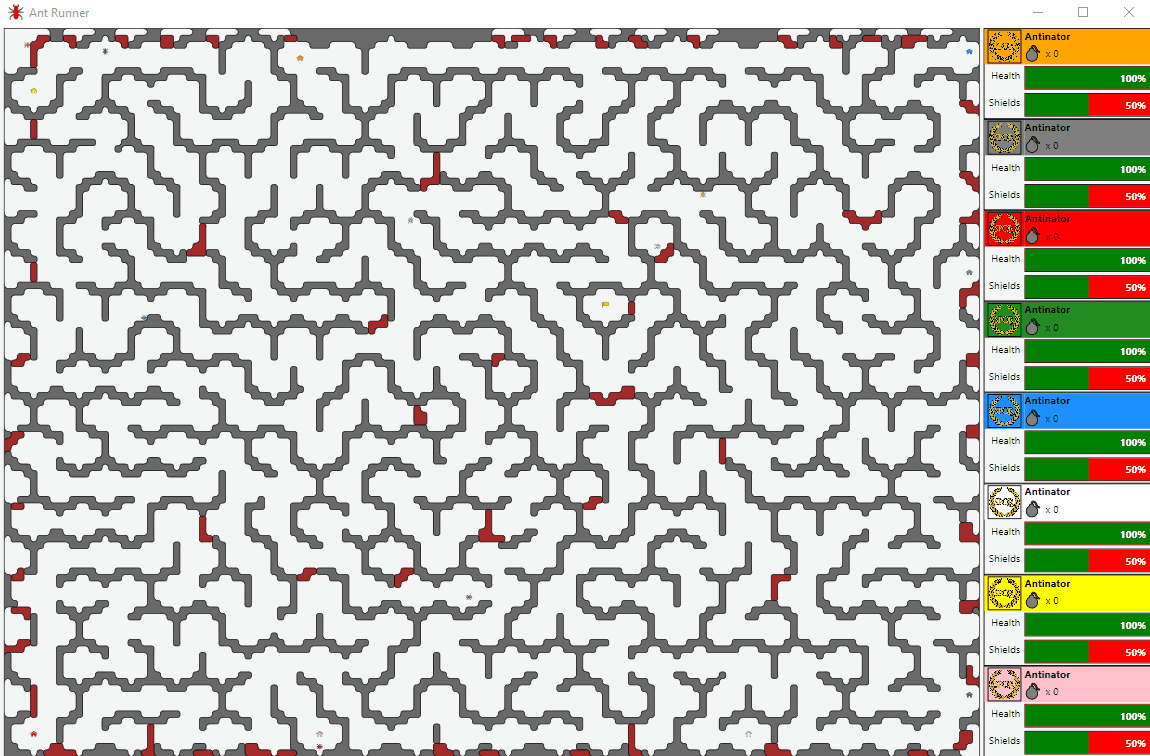 Ant Runner
Antinator
x 0
Health 100%
Shields 50%
Antinator
x 0
Health 100%
Shields 50%
Antinator
x 0
Health 100%
Shields 50%
Antinator
x 0
Health 100%
Shields 50%
Antinator
x 0
Health 100%
Shields 50%
Antinator
x 0
Health 100%
Shields 50%
Antinator
x 0
Health 100%
Shields 50%
Antinator
x 0
Health 100%
Shields 50%